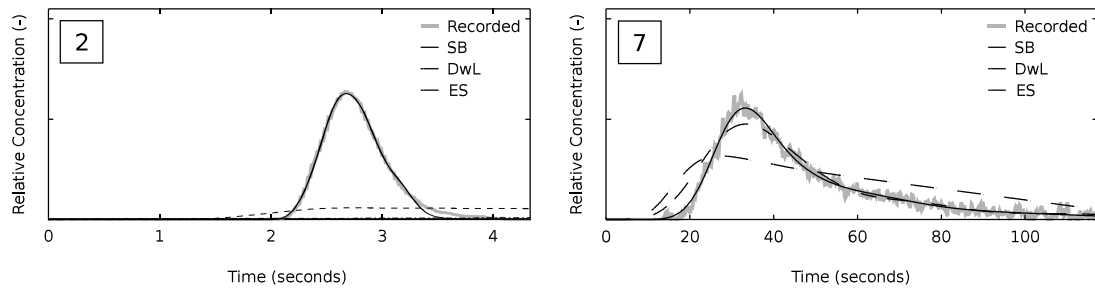 2
Recorded
SB
DwL
ES
Relative Concentration (-)
0 1 2 3 4
Time (seconds)
7
Recorded
SB
DwL
ES
Relative Concentration (-)
0 20 40 60 80 100
Time (seconds)